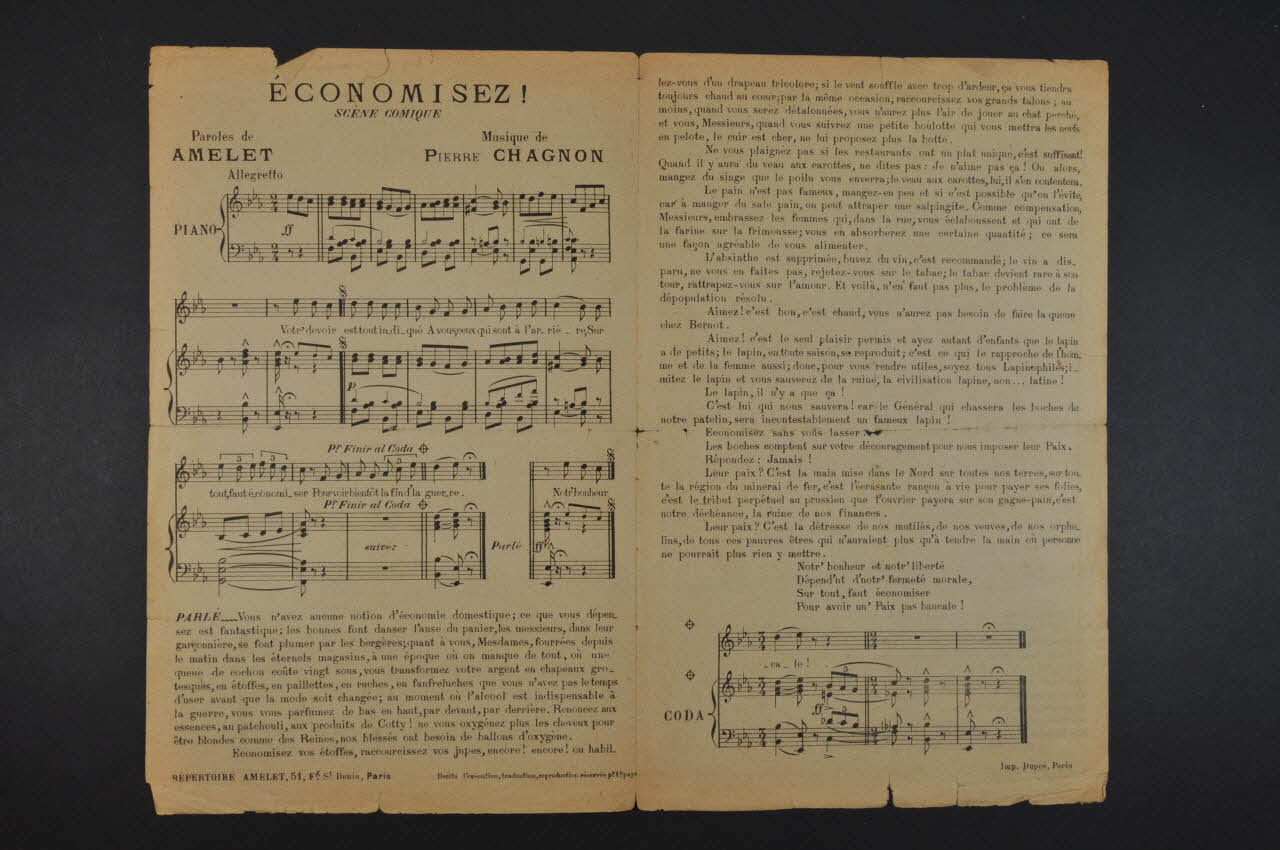 ÉCONOMISEZ!
SCÈNE COMIQUE
Paroles de
AMELET
Musique de
PIERRE CHAGNON
Allegretto
PIANO
ff
Votr' devoir est tout in_di_qué A vous, ceux qui sont à l'ar_riè_re, Sur
p
Pr. Finir al Coda
tout, faut é_conomi_ser Pour voir bientôt la fin d'la guer_re.
Notr' bonheur
Pr. Finir al Coda
suivez
Parlé
ff
PARLÉ__Vous n'avez aucune notion d'économie domestique; ce que vous dépen_
sez est fantastique; les bonnes font danser l'anse du panier, les messieurs, dans leur
garçonnière, se font plumer par les bergères; quant à vous, Mesdames, fourrées depuis
le matin dans les éternels magasins, à une époque où on manque de tout, où une
queue de cochon coûte vingt sous, vous transformez votre argent en chapeaux gro_
tesques, en étoffes, en paillettes, en ruches, en fanfreluches que vous n'avez pas le temps
d'user avant que la mode soit changée; au moment où l'alcool est indispensable à
la guerre, vous vous parfumez de bas en haut, par devant, par derrière. Renoncez aux
essences, au patchouli, aux produits de Cotty! ne vous oxygénez plus les cheveux pour
être blondes comme des Reines, nos blessés ont besoin de ballons d'oxygène.
Economisez vos étoffes, raccourcissez vos jupes, encore! encore! ou habil_
RÉPERTOIRE AMELET, 51, Fg St Denis, Paris
Droits d'exécution, traduction, reproduction réservés pr ts pays
lez-vous d'un drapeau tricolore; si le vent souffle avec trop d'ardeur, ça vous tiendra
toujours chaud au cœur; par la même occasion, raccourcissez vos grands talons; au
moins, quand vous serez détalonnées, vous n'aurez plus l'air de jouer au chat perché,
et vous, Messieurs, quand vous suivrez une petite boulotte qui vous mettra les nerfs
en pelote, le cuir est cher, ne lui proposez plus la botte.
Ne vous plaignez pas si les restaurants ont un plat unique, c'est suffisant!
Quand il y aura du veau aux carottes, ne dites pas: Je n'aime pas ça! Ou alors,
mangez du singe que le poilu vous enverra; le veau aux carottes, lui, il s'en contentera.
Le pain n'est pas fameux, mangez-en peu et si c'est possible qu'on l'évite,
car à manger du sale pain, on peut attraper une salpingite. Comme compensation,
Messieurs, embrassez les femmes qui, dans la rue, vous éclaboussent et qui ont de
la farine sur la frimousse; vous en absorberez une certaine quantité; ce sera
une façon agréable de vous alimenter.
L'absinthe est supprimée, buvez du vin, c'est recommandé; le vin a dis_
paru, ne vous en faites pas, rejetez-vous sur le tabac; le tabac devient rare à son
tour, rattrapez-vous sur l'amour. Et voilà, n'en faut pas plus, le problème de la
dépopulation résolu.
Aimez! c'est bon, c'est chaud, vous n'aurez pas besoin de faire la queue
chez Bernot.
Aimez! c'est le seul plaisir permis et ayez autant d'enfants que le lapin
a de petits; le lapin, en toute saison, se reproduit; c'est ce qui le rapproche de l'hom_
me et de la femme aussi; donc, pour vous rendre utiles, soyez tous Lapinophiles; i_
mitez le lapin et vous sauverez de la ruine, la civilisation lapine, non... latine!
Le lapin, il n'y a que ça!
C'est lui qui nous sauvera! car le Général qui chassera les boches de
notre patelin, sera incontestablement un fameux lapin!
Economisez sans vous lasser
Les boches comptent sur votre découragement pour nous imposer leur Paix.
Répondez: Jamais!
Leur paix? C'est la main mise dans le Nord sur toutes nos terres, sur tou_
te la région du minerai de fer, c'est l'écrasante rançon à vie pour payer ses folies,
c'est le tribut perpétuel au prussien que l'ouvrier payera sur son gagne-pain, c'est
notre déchéance, la ruine de nos finances.
Leur paix? C'est la détresse de nos mutilés, de nos veuves, de nos orphe_
lins, de tous ces pauvres êtres qui n'auraient plus qu'à tendre la main où personne
ne pourrait plus rien y mettre.
Notr' bonheur et notr' liberté
Dépend'nt d'notr' fermeté morale,
Sur tout, faut économiser
Pour avoir un' Paix pas bancale!
_ca_le!
CODA
ff
Imp. Dupré, Paris